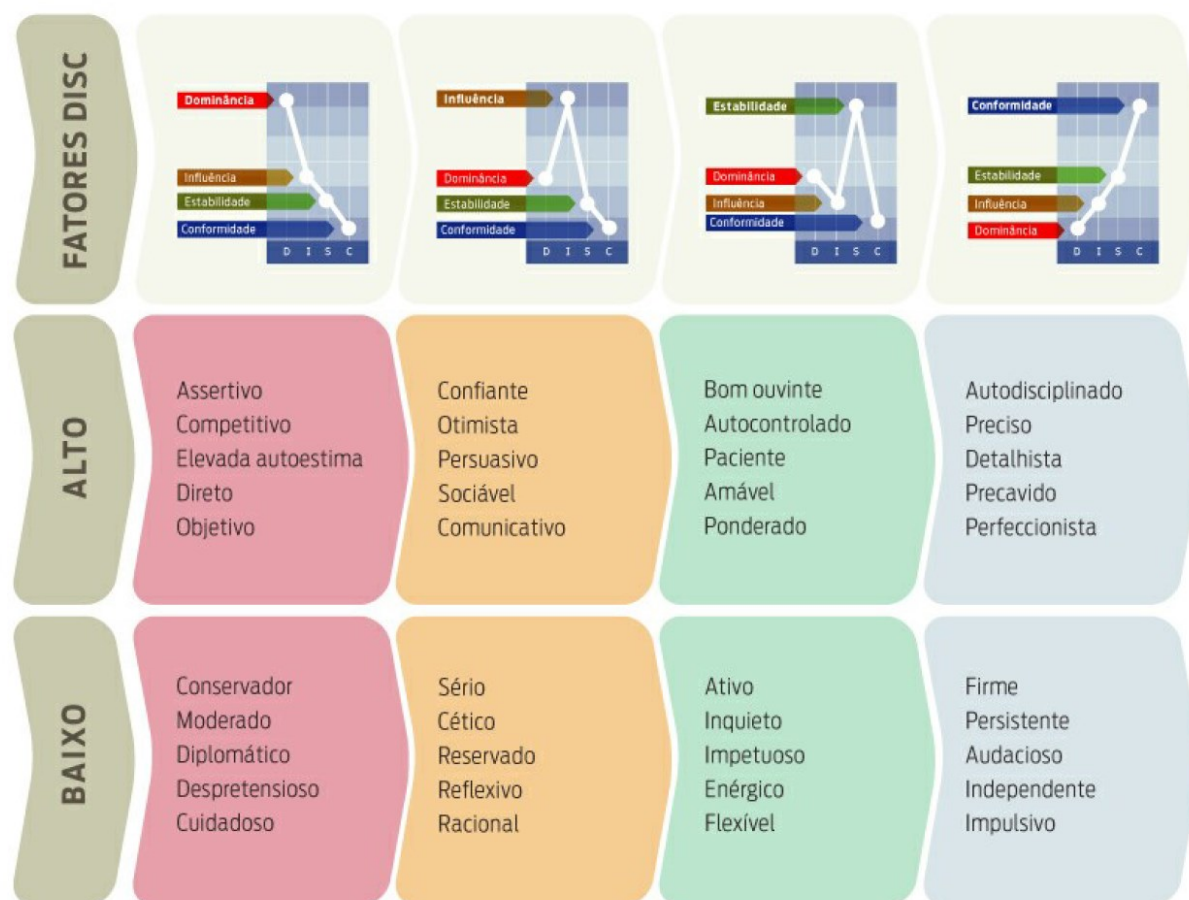 FATORES DISC
Dominância
Influência
Estabilidade
Conformidade
D I S C
Influência
Dominância
Estabilidade
Conformidade
D I S C
Estabilidade
Dominância
Influência
Conformidade
D I S C
Conformidade
Estabilidade
Influência
Dominância
D I S C
ALTO
Assertivo
Competitivo
Elevada autoestima
Direto
Objetivo
Confiante
Otimista
Persuasivo
Sociável
Comunicativo
Bom ouvinte
Autocontrolado
Paciente
Amável
Ponderado
Autodisciplinado
Preciso
Detalhista
Precavido
Perfeccionista
BAIXO
Conservador
Moderado
Diplomático
Despretensioso
Cuidadoso
Sério
Cético
Reservado
Reflexivo
Racional
Ativo
Inquieto
Impetuoso
Enérgico
Flexível
Firme
Persistente
Audacioso
Independente
Impulsivo